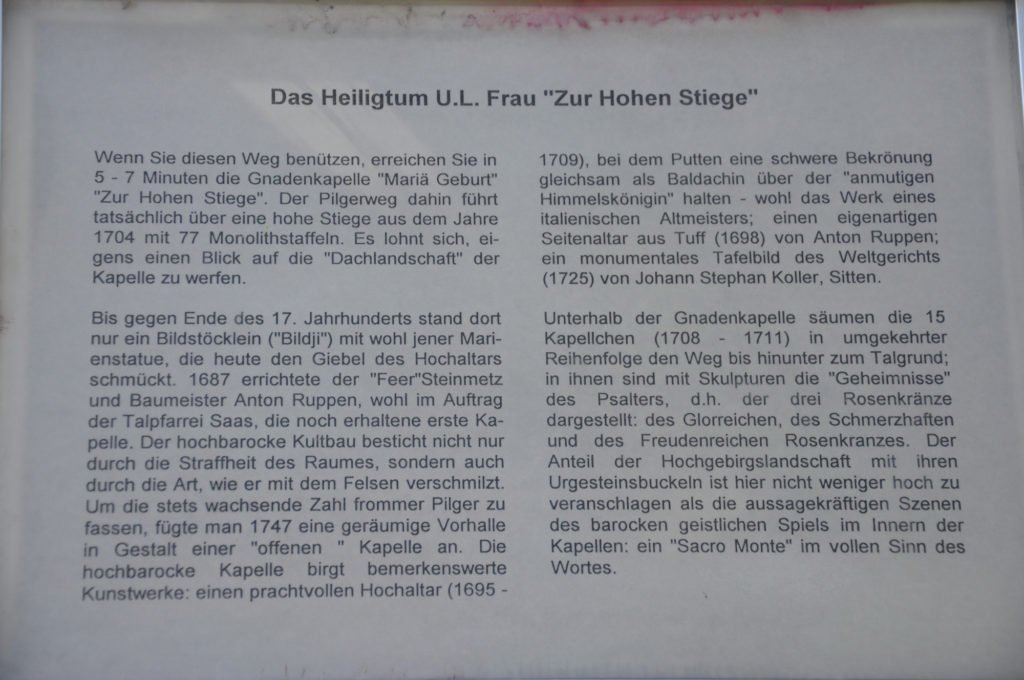 Das Heiligtum U.L. Frau "Zur Hohen Stiege"
Wenn Sie diesen Weg benützen, erreichen Sie in
5 - 7 Minuten die Gnadenkapelle "Mariä Geburt"
"Zur Hohen Stiege". Der Pilgerweg dahin führt
tatsächlich über eine hohe Stiege aus dem Jahre
1704 mit 77 Monolithstaffeln. Es lohnt sich, ei-
gens einen Blick auf die "Dachlandschaft" der
Kapelle zu werfen.
Bis gegen Ende des 17. Jahrhunderts stand dort
nur ein Bildstöcklein ("Bildji") mit wohl jener Mari-
enstatue, die heute den Giebel des Hochaltars
schmückt. 1687 errichtete der "Feer"Steinmetz
und Baumeister Anton Ruppen, wohl im Auftrag
der Talpfarrei Saas, die noch erhaltene erste Ka-
pelle. Der hochbarocke Kultbau besticht nicht nur
durch die Straffheit des Raumes, sondern auch
durch die Art, wie er mit dem Felsen verschmilzt.
Um die stets wachsende Zahl frommer Pilger zu
fassen, fügte man 1747 eine geräumige Vorhalle
in Gestalt einer "offenen " Kapelle an. Die
hochbarocke Kapelle birgt bemerkenswerte
Kunstwerke: einen prachtvollen Hochaltar (1695 -
1709), bei dem Putten eine schwere Bekrönung
gleichsam als Baldachin über der "anmutigen
Himmelskönigin" halten - wohl das Werk eines
italienischen Altmeisters; einen eigenartigen
Seitenaltar aus Tuff (1698) von Anton Ruppen;
ein monumentales Tafelbild des Weltgerichts
(1725) von Johann Stephan Koller, Sitten.
Unterhalb der Gnadenkapelle säumen die 15
Kapellchen (1708 - 1711) in umgekehrter
Reihenfolge den Weg bis hinunter zum Talgrund;
in ihnen sind mit Skulpturen die "Geheimnisse"
des Psalters, d.h. der drei Rosenkränze
dargestellt: des Glorreichen, des Schmerzhaften
und des Freudenreichen Rosenkranzes. Der
Anteil der Hochgebirgslandschaft mit ihren
Urgesteinsbuckeln ist hier nicht weniger hoch zu
veranschlagen als die aussagekräftigen Szenen
des barocken geistlichen Spiels im Innern der
Kapellen: ein "Sacro Monte" im vollen Sinn des
Wortes.